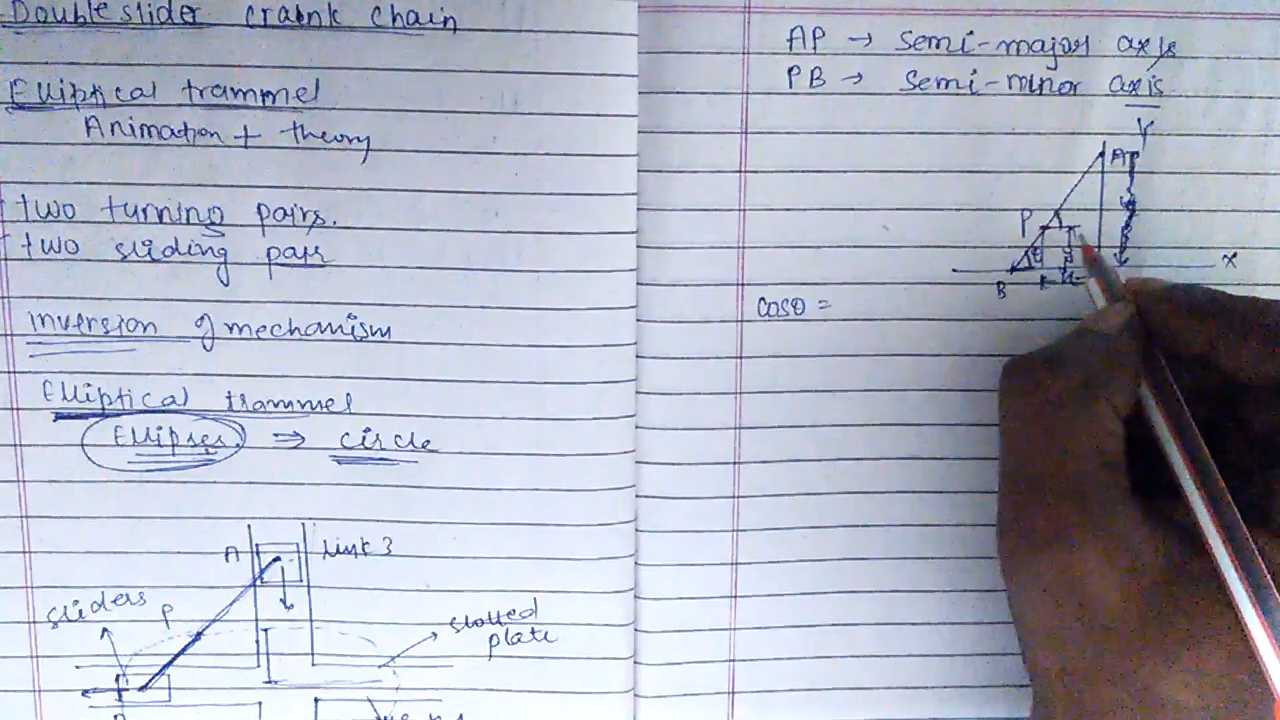 Double slider crank chain
Elliptical trammel
Animation + theory
two turning pairs.
two sliding pair
inversion of mechanism
Elliptical trammel
Ellipses. ⇒ circle
A
Link 3
sliders
P
slotted
plate
AP → semi-major axis
PB → semi-minor axis
Y
A
P
θ
x
B
cosθ =